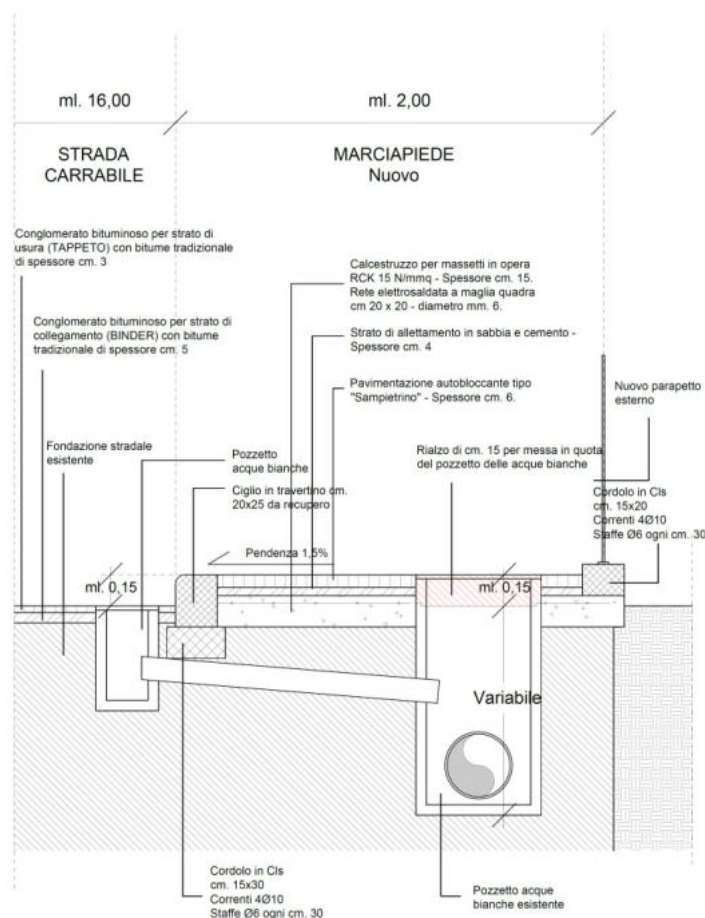 ml. 16,00
ml. 2,00
STRADA
CARRABILE
MARCIAPIEDE
Nuovo
Conglomerato bituminoso per strato di
usura (TAPPETO) con bitume tradizionale
di spessore cm. 3
Conglomerato bituminoso per strato di
collegamento (BINDER) con bitume
tradizionale di spessore cm. 5
Fondazione stradale
esistente
Pozzetto
acque bianche
Ciglio in travertino cm.
20x25 da recupero
Pendenza 1,5%
Calcestruzzo per massetti in opera
RCK 15 N/mmq - Spessore cm. 15.
Rete elettrosaldata a maglia quadra
cm 20 x 20 - diametro mm. 6.
Strato di allettamento in sabbia e cemento -
Spessore cm. 4
Pavimentazione autobloccante tipo
"Sampietrino" - Spessore cm. 6.
Rialzo di cm. 15 per messa in quota
del pozzetto delle acque bianche
Nuovo parapetto
esterno
Cordolo in Cls
cm. 15x20
Correnti 4Ø10
Staffe Ø6 ogni cm. 30
ml. 0,15
ml. 0,15
Variabile
Cordolo in Cls
cm. 15x30
Correnti 4Ø10
Staffe Ø6 ogni cm. 30
Pozzetto acque
bianche esistente